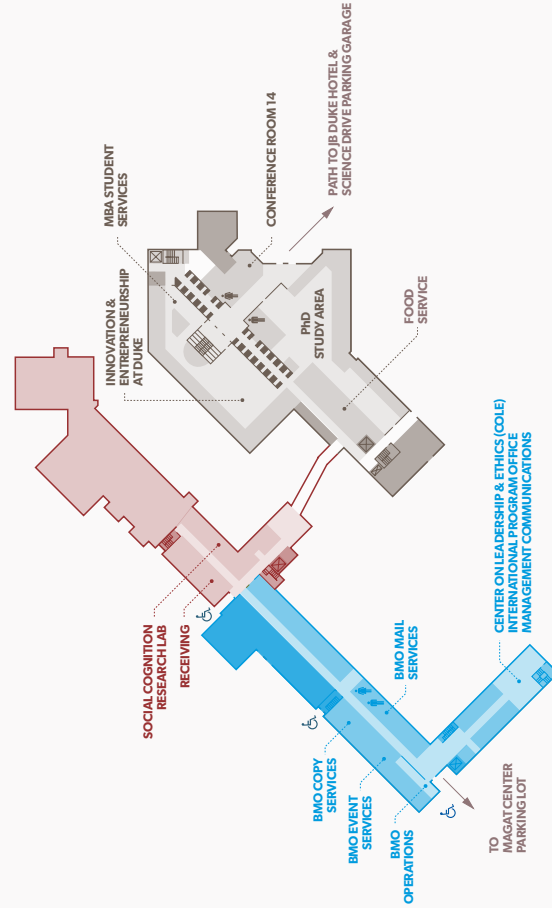 PATH TO JB DUKE HOTEL &
SCIENCE DRIVE PARKING GARAGE
CONFERENCE ROOM 14
MBA STUDENT
SERVICES
INNOVATION &
ENTREPRENEURSHIP
AT DUKE
PhD
STUDY AREA
FOOD
SERVICE
SOCIAL COGNITION
RESEARCH LAB
RECEIVING
CENTER ON LEADERSHIP & ETHICS (COLE)
INTERNATIONAL PROGRAM OFFICE
MANAGEMENT COMMUNICATIONS
BMO MAIL
SERVICES
BMO COPY
SERVICES
BMO EVENT
SERVICES
BMO
OPERATIONS
TO
MAGAT CENTER
PARKING LOT